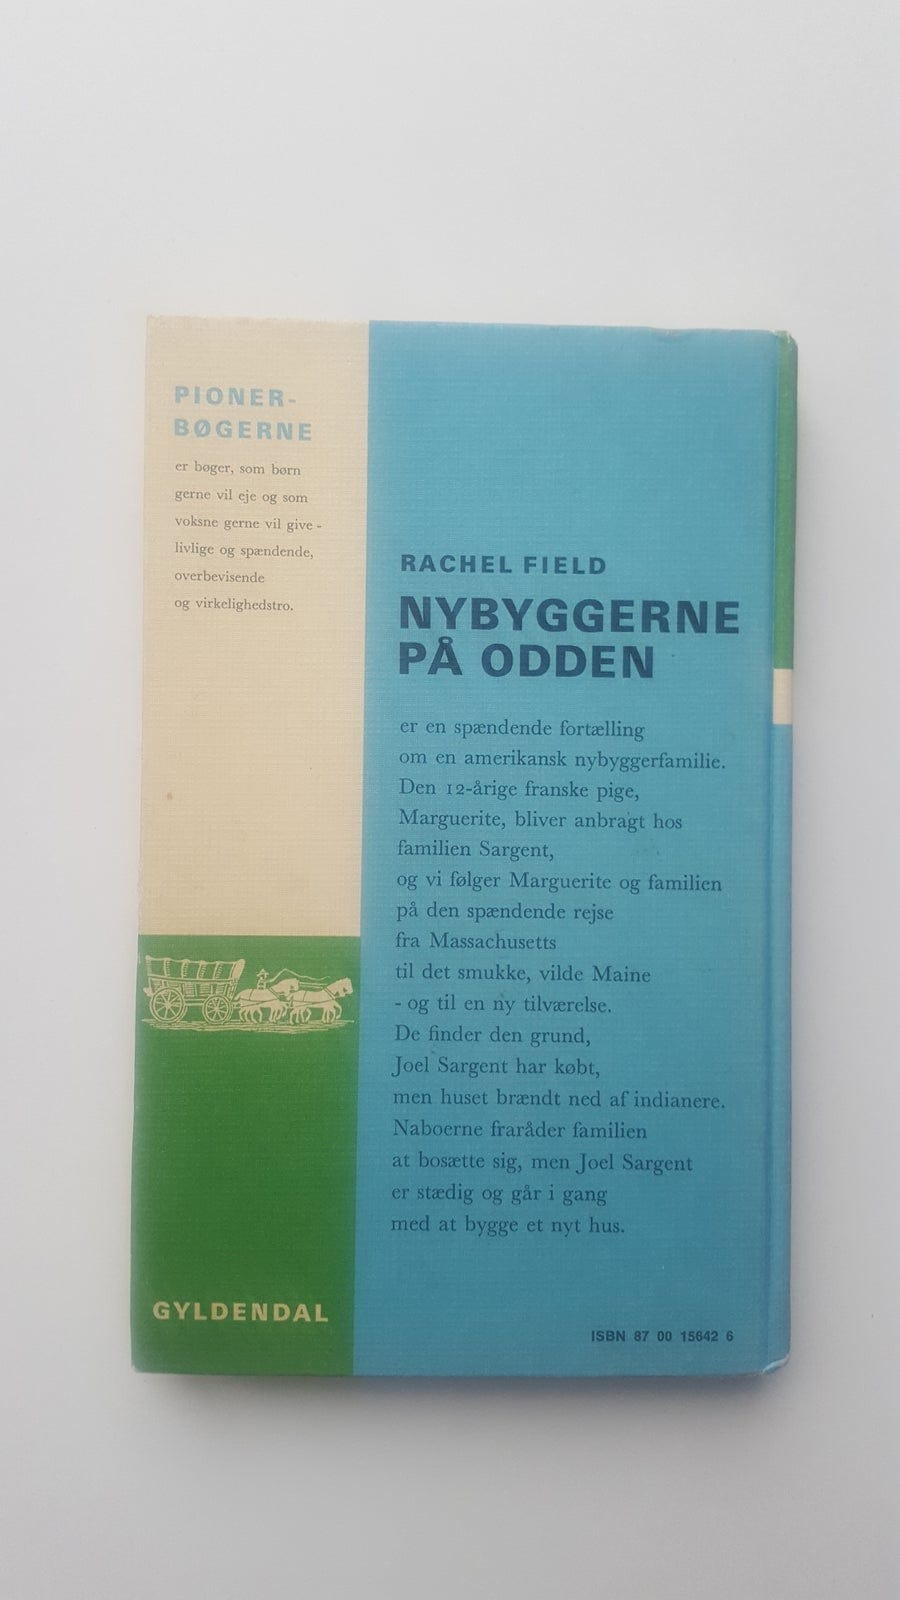 PIONER-
BØGERNE
er bøger, som børn
gerne vil eje og som
voksne gerne vil give -
livlige og spændende,
overbevisende
og virkelighedstro.
GYLDENDAL
RACHEL FIELD
NYBYGGERNE
PÅ ODDEN
er en spændende fortælling
om en amerikansk nybyggerfamilie.
Den 12-årige franske pige,
Marguerite, bliver anbragt hos
familien Sargent,
og vi følger Marguerite og familien
på den spændende rejse
fra Massachusetts
til det smukke, vilde Maine
- og til en ny tilværelse.
De finder den grund,
Joel Sargent har købt,
men huset brændt ned af indianere.
Naboerne fraråder familien
at bosætte sig, men Joel Sargent
er stædig og går i gang
med at bygge et nyt hus.
ISBN 87 00 15642 6